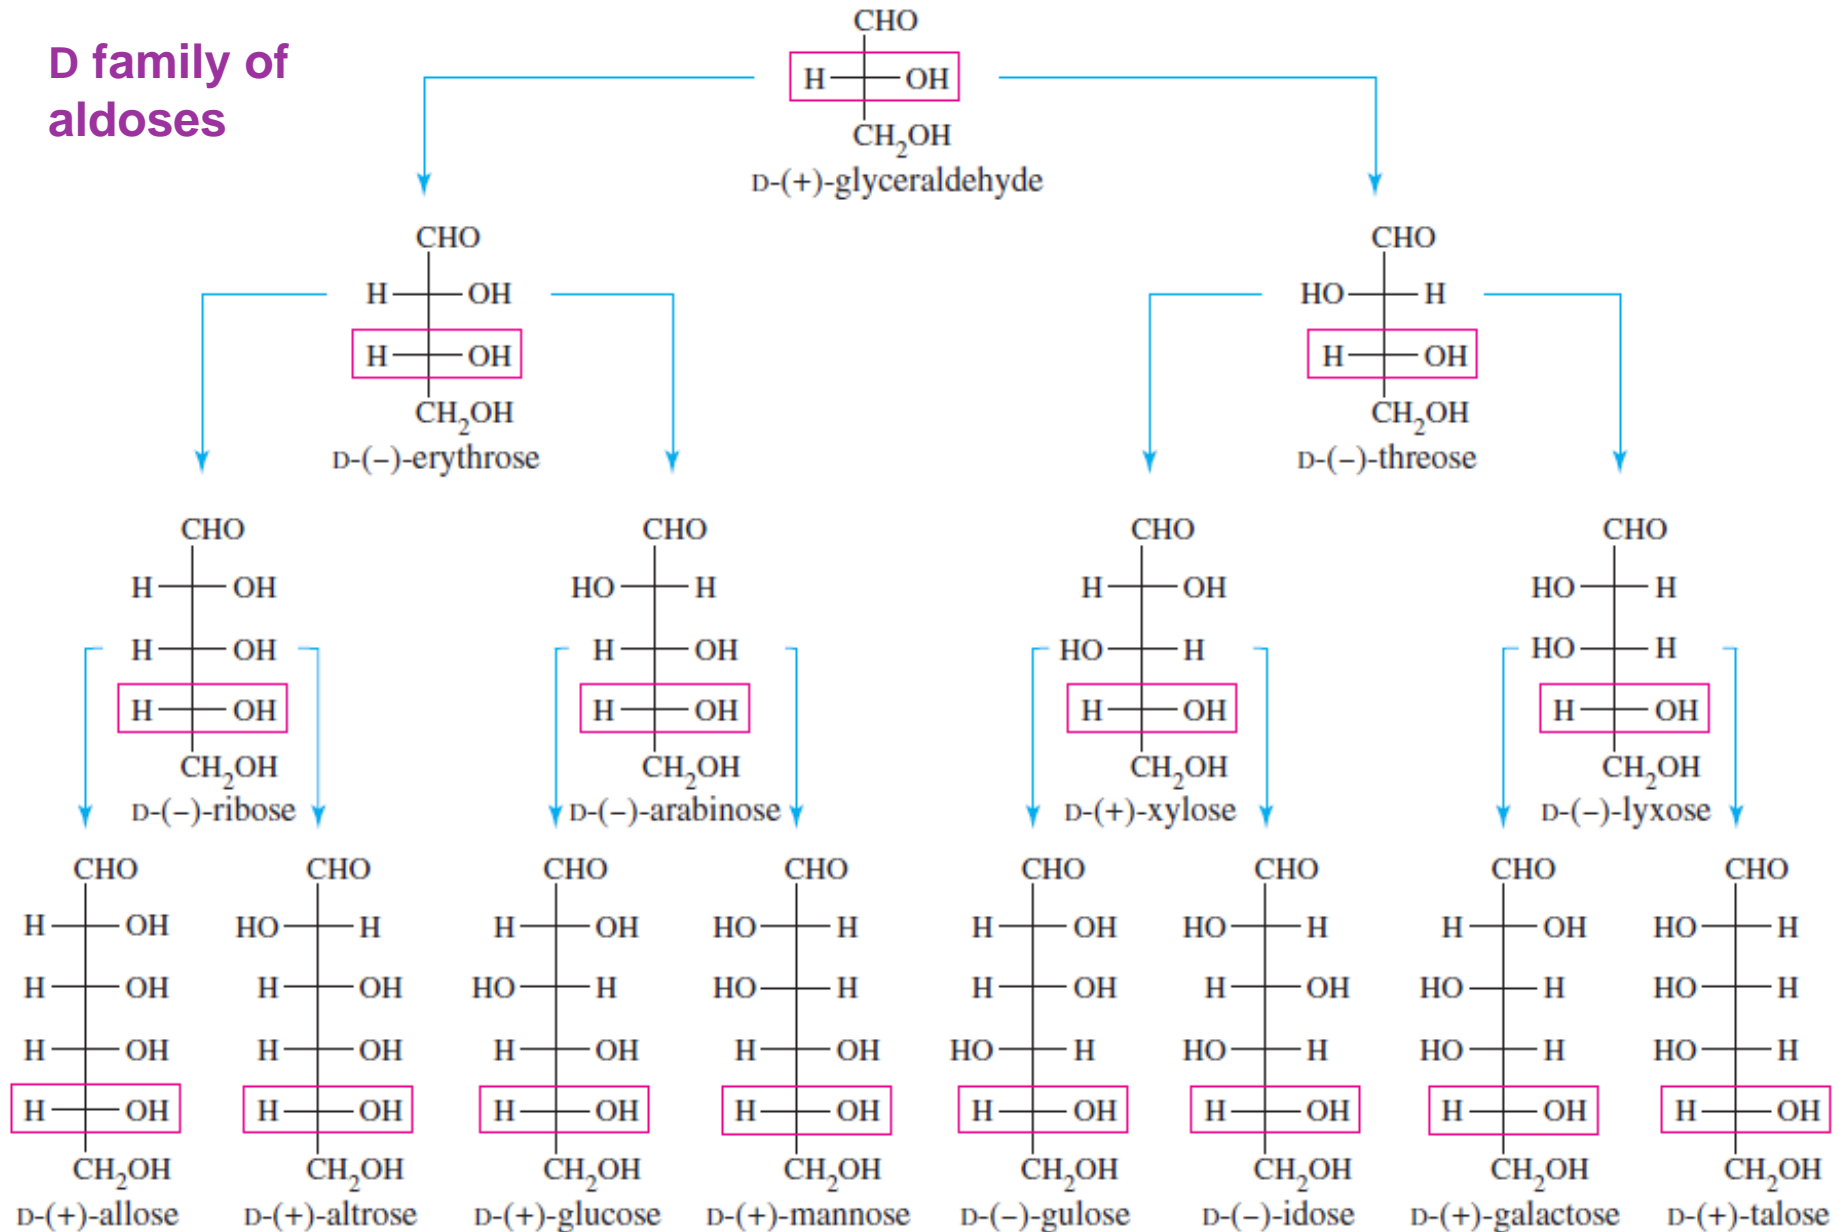 D family of
aldoses
CHO
H OH
CH₂OH
D-(+)-glyceraldehyde
CHO CHO
H OH HO H
H OH H OH
CH₂OH CH₂OH
D-(−)-erythrose D-(−)-threose
CHO CHO CHO CHO
H OH HO H H OH HO H
H OH H OH HO H HO H
H OH H OH H OH H OH
CH₂OH CH₂OH CH₂OH CH₂OH
D-(−)-ribose D-(−)-arabinose D-(+)-xylose D-(−)-lyxose
CHO CHO CHO CHO CHO CHO CHO CHO
H OH HO H H OH HO H H OH HO H H OH HO H
H OH H OH HO H HO H H OH H OH HO H HO H
H OH H OH H OH H OH HO H HO H HO H HO H
H OH H OH H OH H OH H OH H OH H OH H OH
CH₂OH CH₂OH CH₂OH CH₂OH CH₂OH CH₂OH CH₂OH CH₂OH
D-(+)-allose D-(+)-altrose D-(+)-glucose D-(+)-mannose D-(−)-gulose D-(−)-idose D-(+)-galactose D-(+)-talose